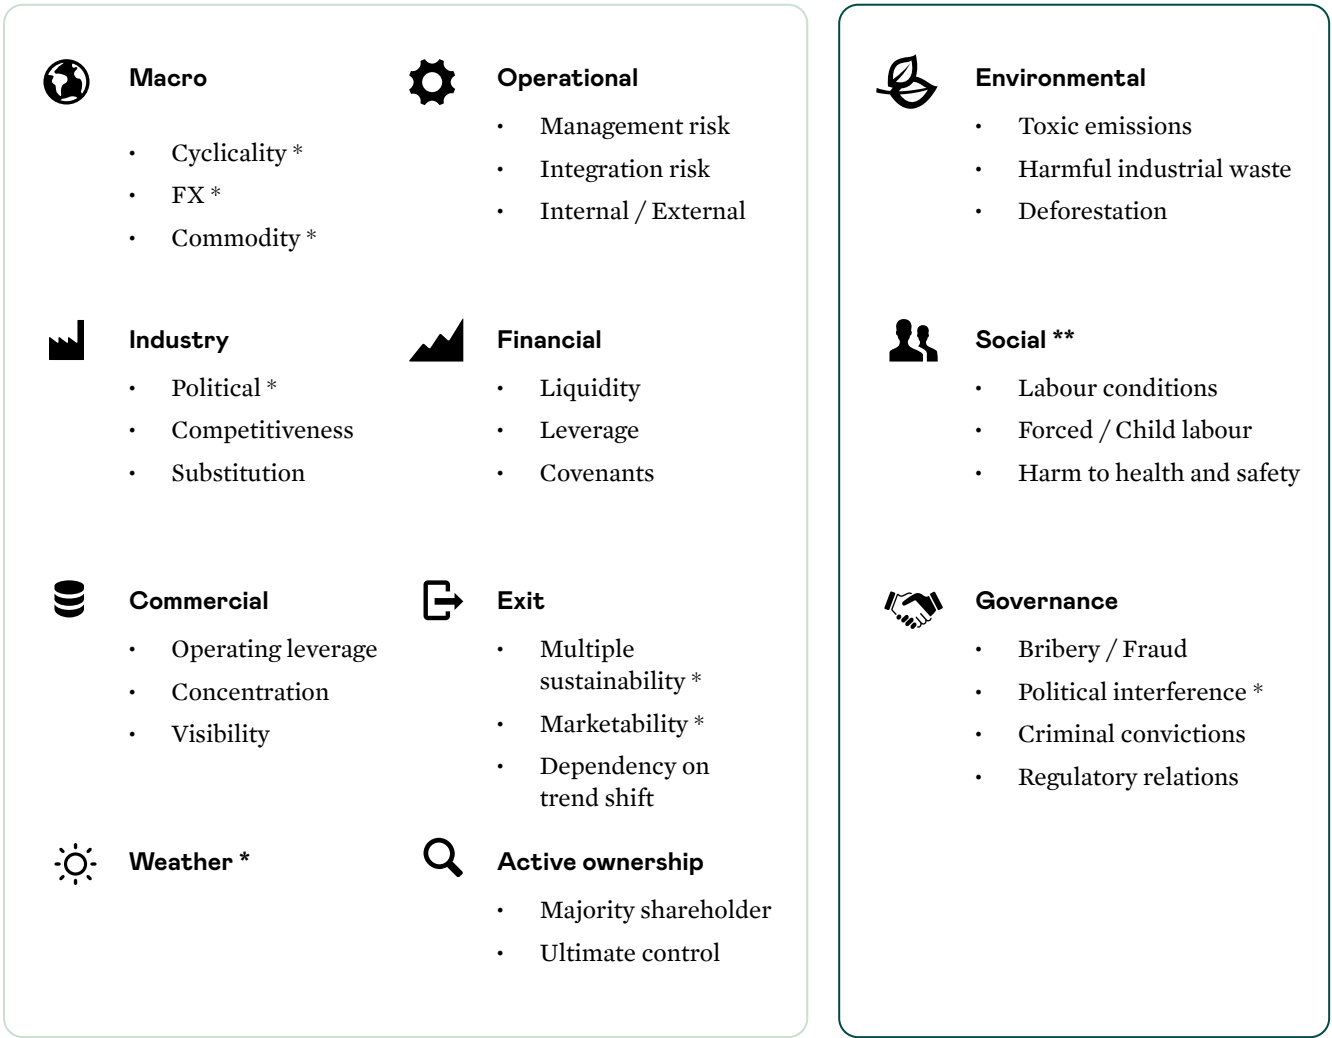 Macro
• Cyclicality *
• FX *
• Commodity *
Operational
• Management risk
• Integration risk
• Internal / External
Industry
• Political *
• Competitiveness
• Substitution
Financial
• Liquidity
• Leverage
• Covenants
Commercial
• Operating leverage
• Concentration
• Visibility
Exit
• Multiple
sustainability *
• Marketability *
• Dependency on
trend shift
Weather *
Active ownership
• Majority shareholder
• Ultimate control
Environmental
• Toxic emissions
• Harmful industrial waste
• Deforestation
Social **
• Labour conditions
• Forced / Child labour
• Harm to health and safety
Governance
• Bribery / Fraud
• Political interference *
• Criminal convictions
• Regulatory relations